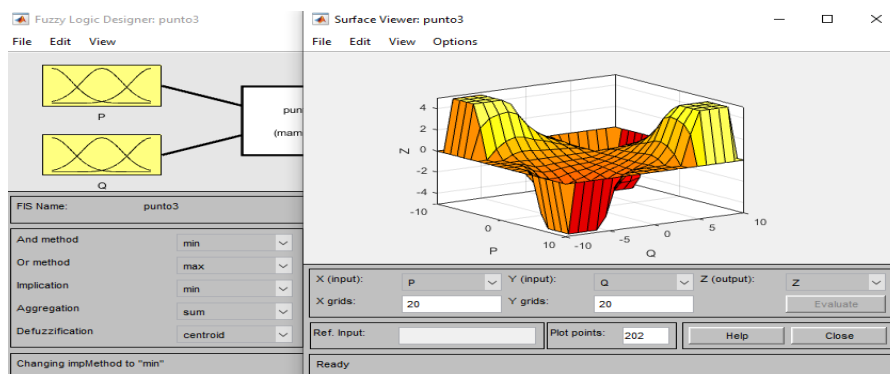 Fuzzy Logic Designer: punto3
File Edit View
P
Q
pun
(mam
FIS Name: punto3
And method min
Or method max
Implication min
Aggregation sum
Defuzzification centroid
Changing impMethod to "min"
Surface Viewer: punto3
File Edit View Options
4
2
0
-2
-4
Z
-10
0
10
P
-10
-5
0
5
10
Q
X (input): P Y (input): Q Z (output): Z
X grids: 20 Y grids: 20 Evaluate
Ref. Input: Plot points: 202 Help Close
Ready